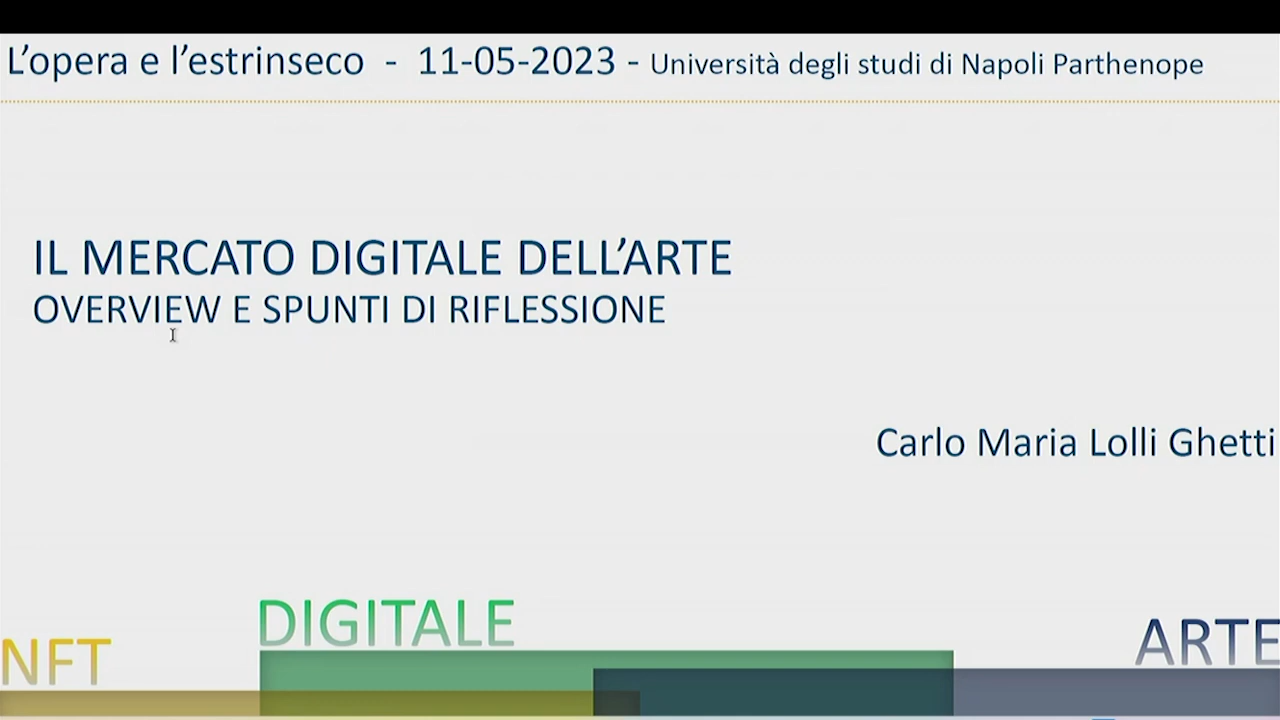 L’opera e l’estrinseco - 11-05-2023 - Università degli studi di Napoli Parthenope
IL MERCATO DIGITALE DELL’ARTE
OVERVIEW E SPUNTI DI RIFLESSIONE
Carlo Maria Lolli Ghetti
NFT
DIGITALE
ARTE